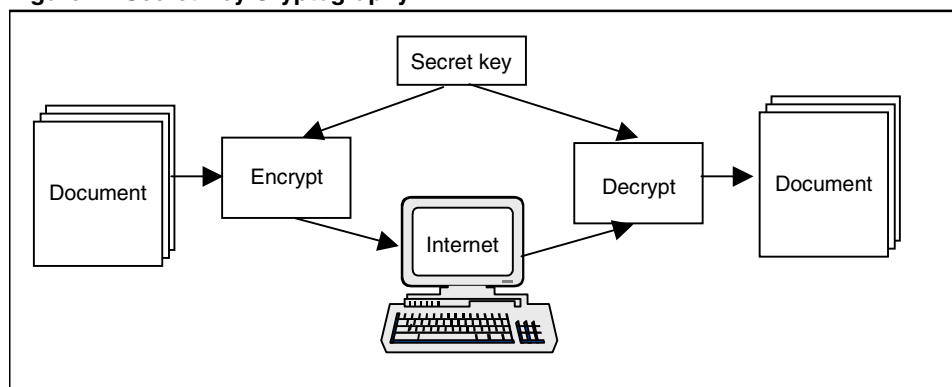 Secret key
Document
Encrypt
Internet
Decrypt
Document